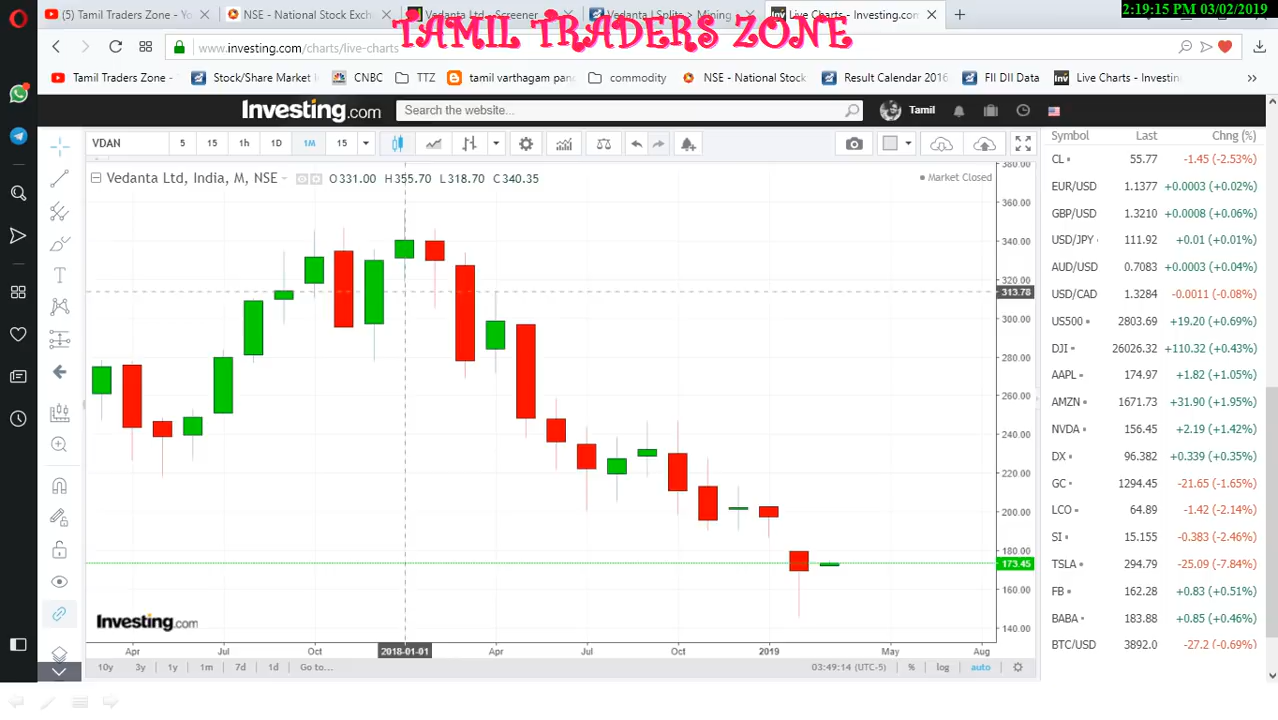 2:19:15 PM 03/02/2019
(5) Tamil Traders Zone - Yo
NSE - National Stock Exch
Vedanta Ltd - Screener
Vedanta | Splits > Mining
Live Charts - Investing.com
TAMIL TRADERS ZONE
www.investing.com/charts/live-charts
Tamil Traders Zone -
Stock/Share Market
CNBC
TTZ
tamil varthagam pan
commodity
NSE - National Stock
Result Calendar 2016
FII DII Data
Live Charts - Investin
Investing.com
Search the website...
Tamil
VDAN 5 15 1h 1D 1M 15
Vedanta Ltd, India, M, NSE
O331.00 H355.70 L318.70 C340.35
Market Closed
380.00
360.00
340.00
320.00
313.78
300.00
280.00
260.00
240.00
220.00
200.00
180.00
173.45
160.00
140.00
Investing.com
Apr Jul Oct 2018-01-01 Apr Jul Oct 2019 May Aug
10y 3y 1y 1m 7d 1d Go to...
03:49:14 (UTC-5) % log auto
Symbol Last Chng (%)
CL 55.77 -1.45 (-2.53%)
EUR/USD 1.1377 +0.0003 (+0.02%)
GBP/USD 1.3210 +0.0008 (+0.06%)
USD/JPY 111.92 +0.01 (+0.01%)
AUD/USD 0.7083 +0.0003 (+0.04%)
USD/CAD 1.3284 -0.0011 (-0.08%)
US500 2803.69 +19.20 (+0.69%)
DJI 26026.32 +110.32 (+0.43%)
AAPL 174.97 +1.82 (+1.05%)
AMZN 1671.73 +31.90 (+1.95%)
NVDA 156.45 +2.19 (+1.42%)
DX 96.382 +0.339 (+0.35%)
GC 1294.45 -21.65 (-1.65%)
LCO 64.89 -1.42 (-2.14%)
SI 15.155 -0.383 (-2.46%)
TSLA 294.79 -25.09 (-7.84%)
FB 162.28 +0.83 (+0.51%)
BABA 183.88 +0.85 (+0.46%)
BTC/USD 3892.0 -27.2 (-0.69%)